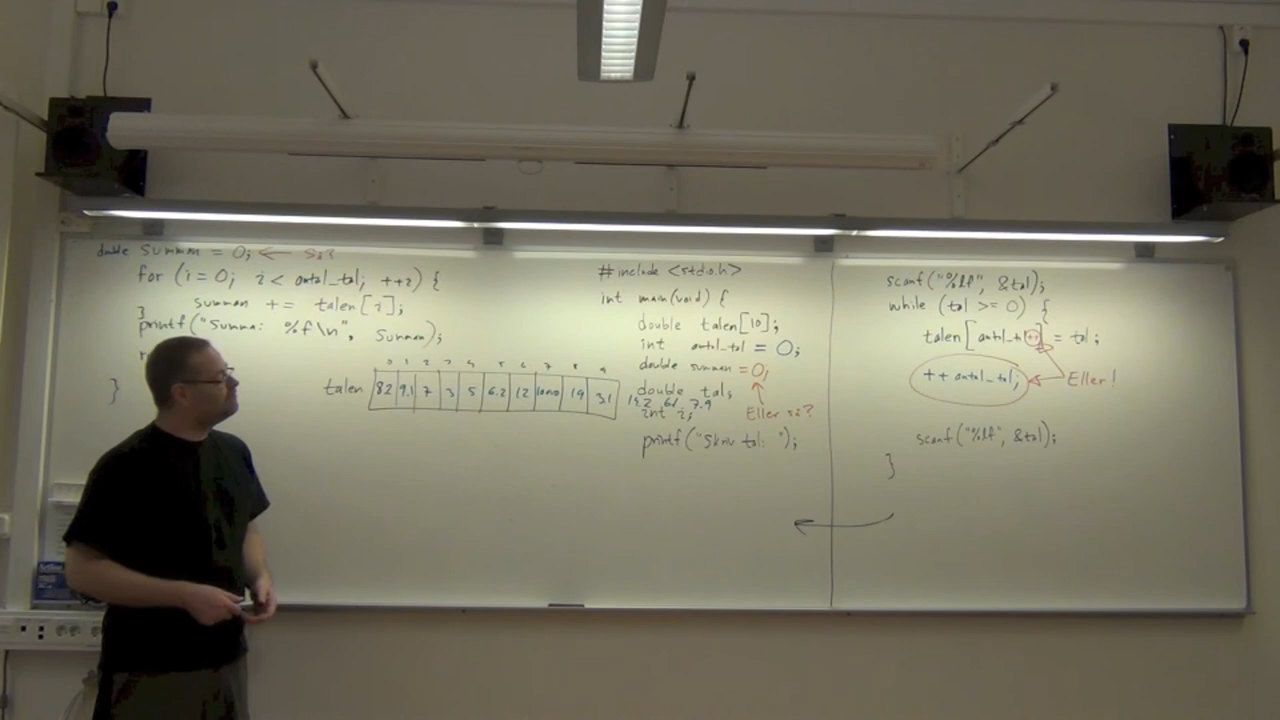 double summan = 0; ← Så?
for (i = 0; i < antal_tal; ++i) {
summan += talen[i];
}
printf("Summa: %f\n", summan);
}
0 1 2 3 4 5 6 7 8 9
talen 8.2 9.1 7 3 5 6.2 12 1000 19 3.1
#include <stdio.h>
int main(void) {
double talen[10];
int antal_tal = 0;
double summan = 0;
double tal;
Eller så?
int i;
printf("Skriv tal: ");
scanf("%lf", &tal);
while (tal >= 0) {
talen[antal_tal++] = tal;
++antal_tal;
Eller!
scanf("%lf", &tal);
}